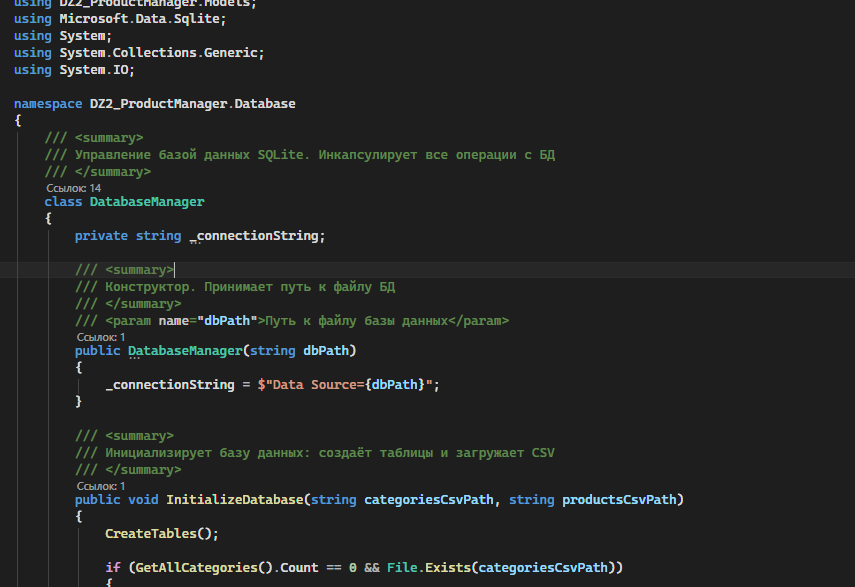 using DZ2_ProductManager.Models;
using Microsoft.Data.Sqlite;
using System;
using System.Collections.Generic;
using System.IO;
namespace DZ2_ProductManager.Database
{
/// <summary>
/// Управление базой данных SQLite. Инкапсулирует все операции с БД
/// </summary>
Ссылок: 14
class DatabaseManager
{
private string _connectionString;
/// <summary>
/// Конструктор. Принимает путь к файлу БД
/// </summary>
/// <param name="dbPath">Путь к файлу базы данных</param>
Ссылок: 1
public DatabaseManager(string dbPath)
{
_connectionString = $"Data Source={dbPath}";
}
/// <summary>
/// Инициализирует базу данных: создаёт таблицы и загружает CSV
/// </summary>
Ссылок: 1
public void InitializeDatabase(string categoriesCsvPath, string productsCsvPath)
{
CreateTables();
if (GetAllCategories().Count == 0 && File.Exists(categoriesCsvPath))
{